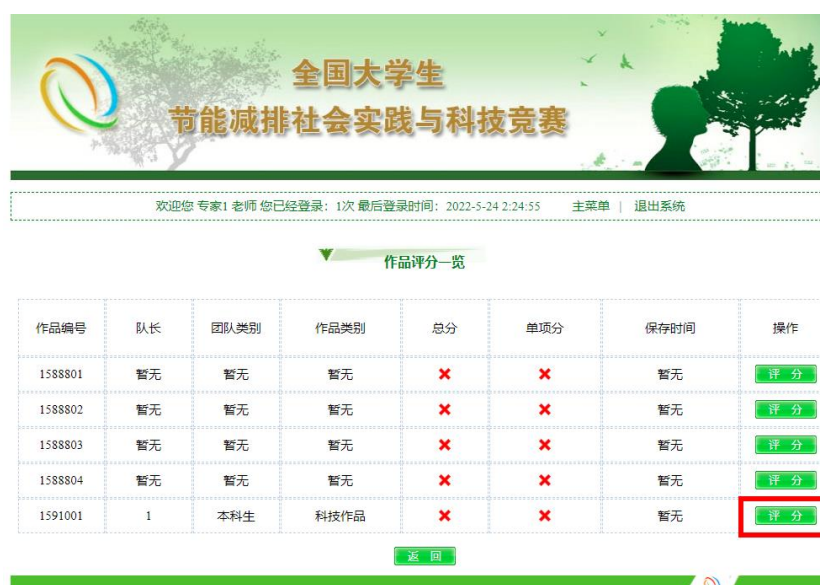 全国大学生
节能减排社会实践与科技竞赛
欢迎您 专家1 老师 您已经登录：1次 最后登录时间：2022-5-24 2:24:55 主菜单 | 退出系统
作品评分一览
作品编号 队长 团队类别 作品类别 总分 单项分 保存时间 操作
1588801 暂无 暂无 暂无 暂无 评 分
1588802 暂无 暂无 暂无 暂无 评 分
1588803 暂无 暂无 暂无 暂无 评 分
1588804 暂无 暂无 暂无 暂无 评 分
1591001 1 本科生 科技作品 暂无 评 分
返 回